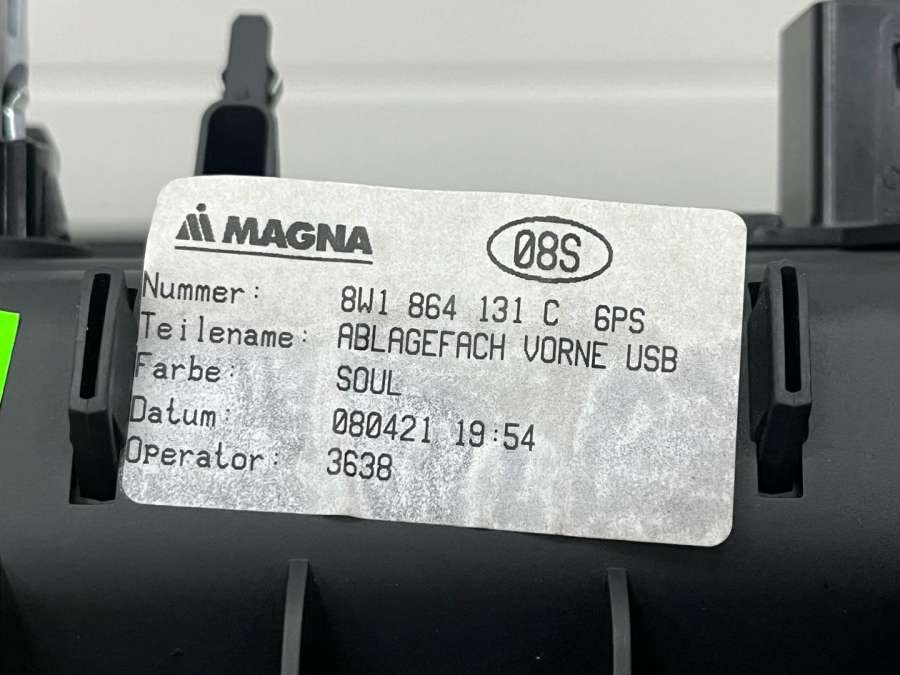 MAGNA
08S
Nummer: 8W1 864 131 C 6PS
Teilename: ABLAGEFACH VORNE USB
Farbe: SOUL
Datum: 080421 19:54
Operator: 3638